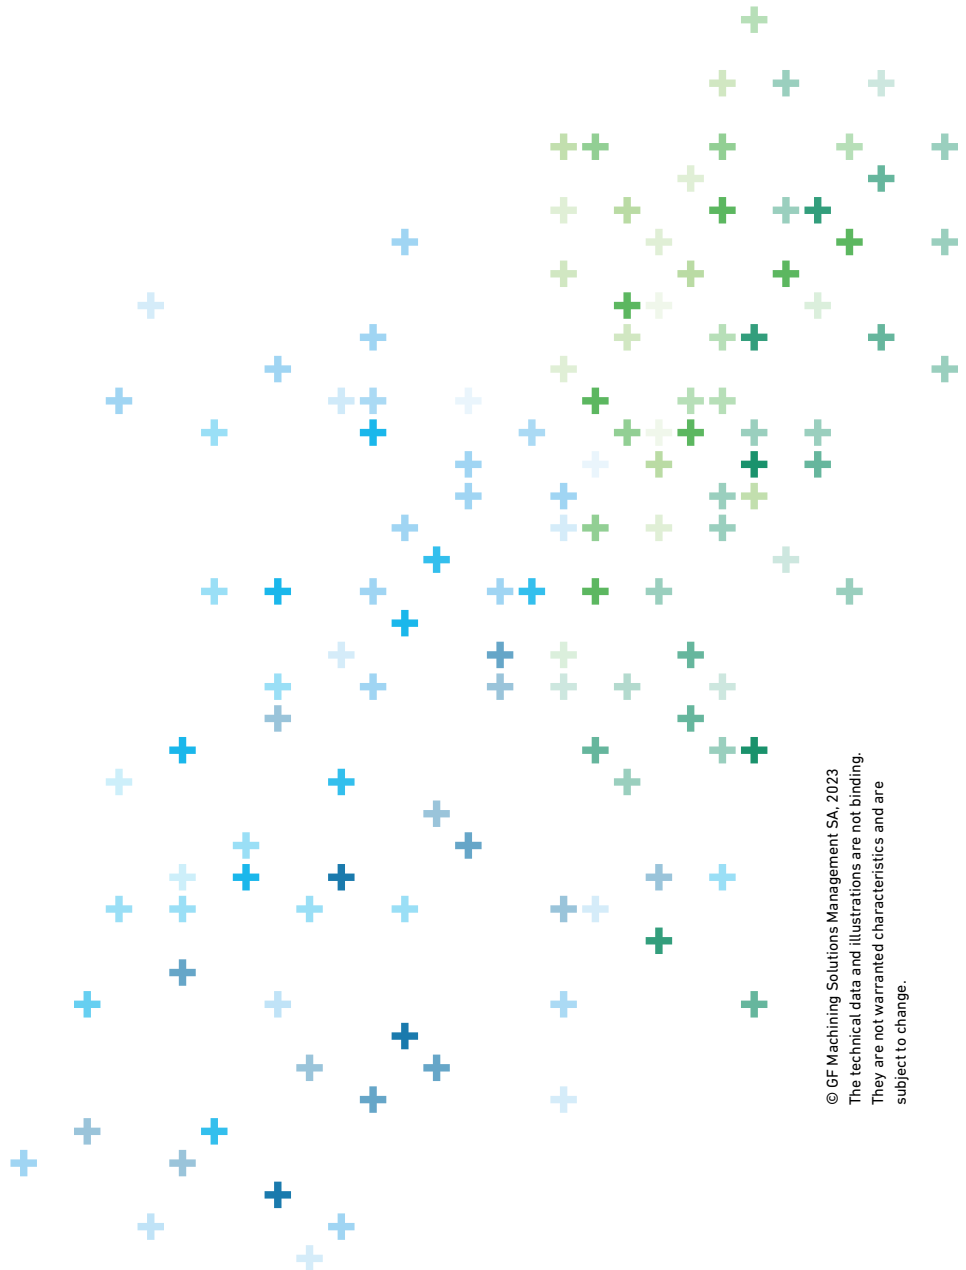 © GF Machining Solutions Management SA, 2023
The technical data and illustrations are not binding.
They are not warranted characteristics and are
subject to change.